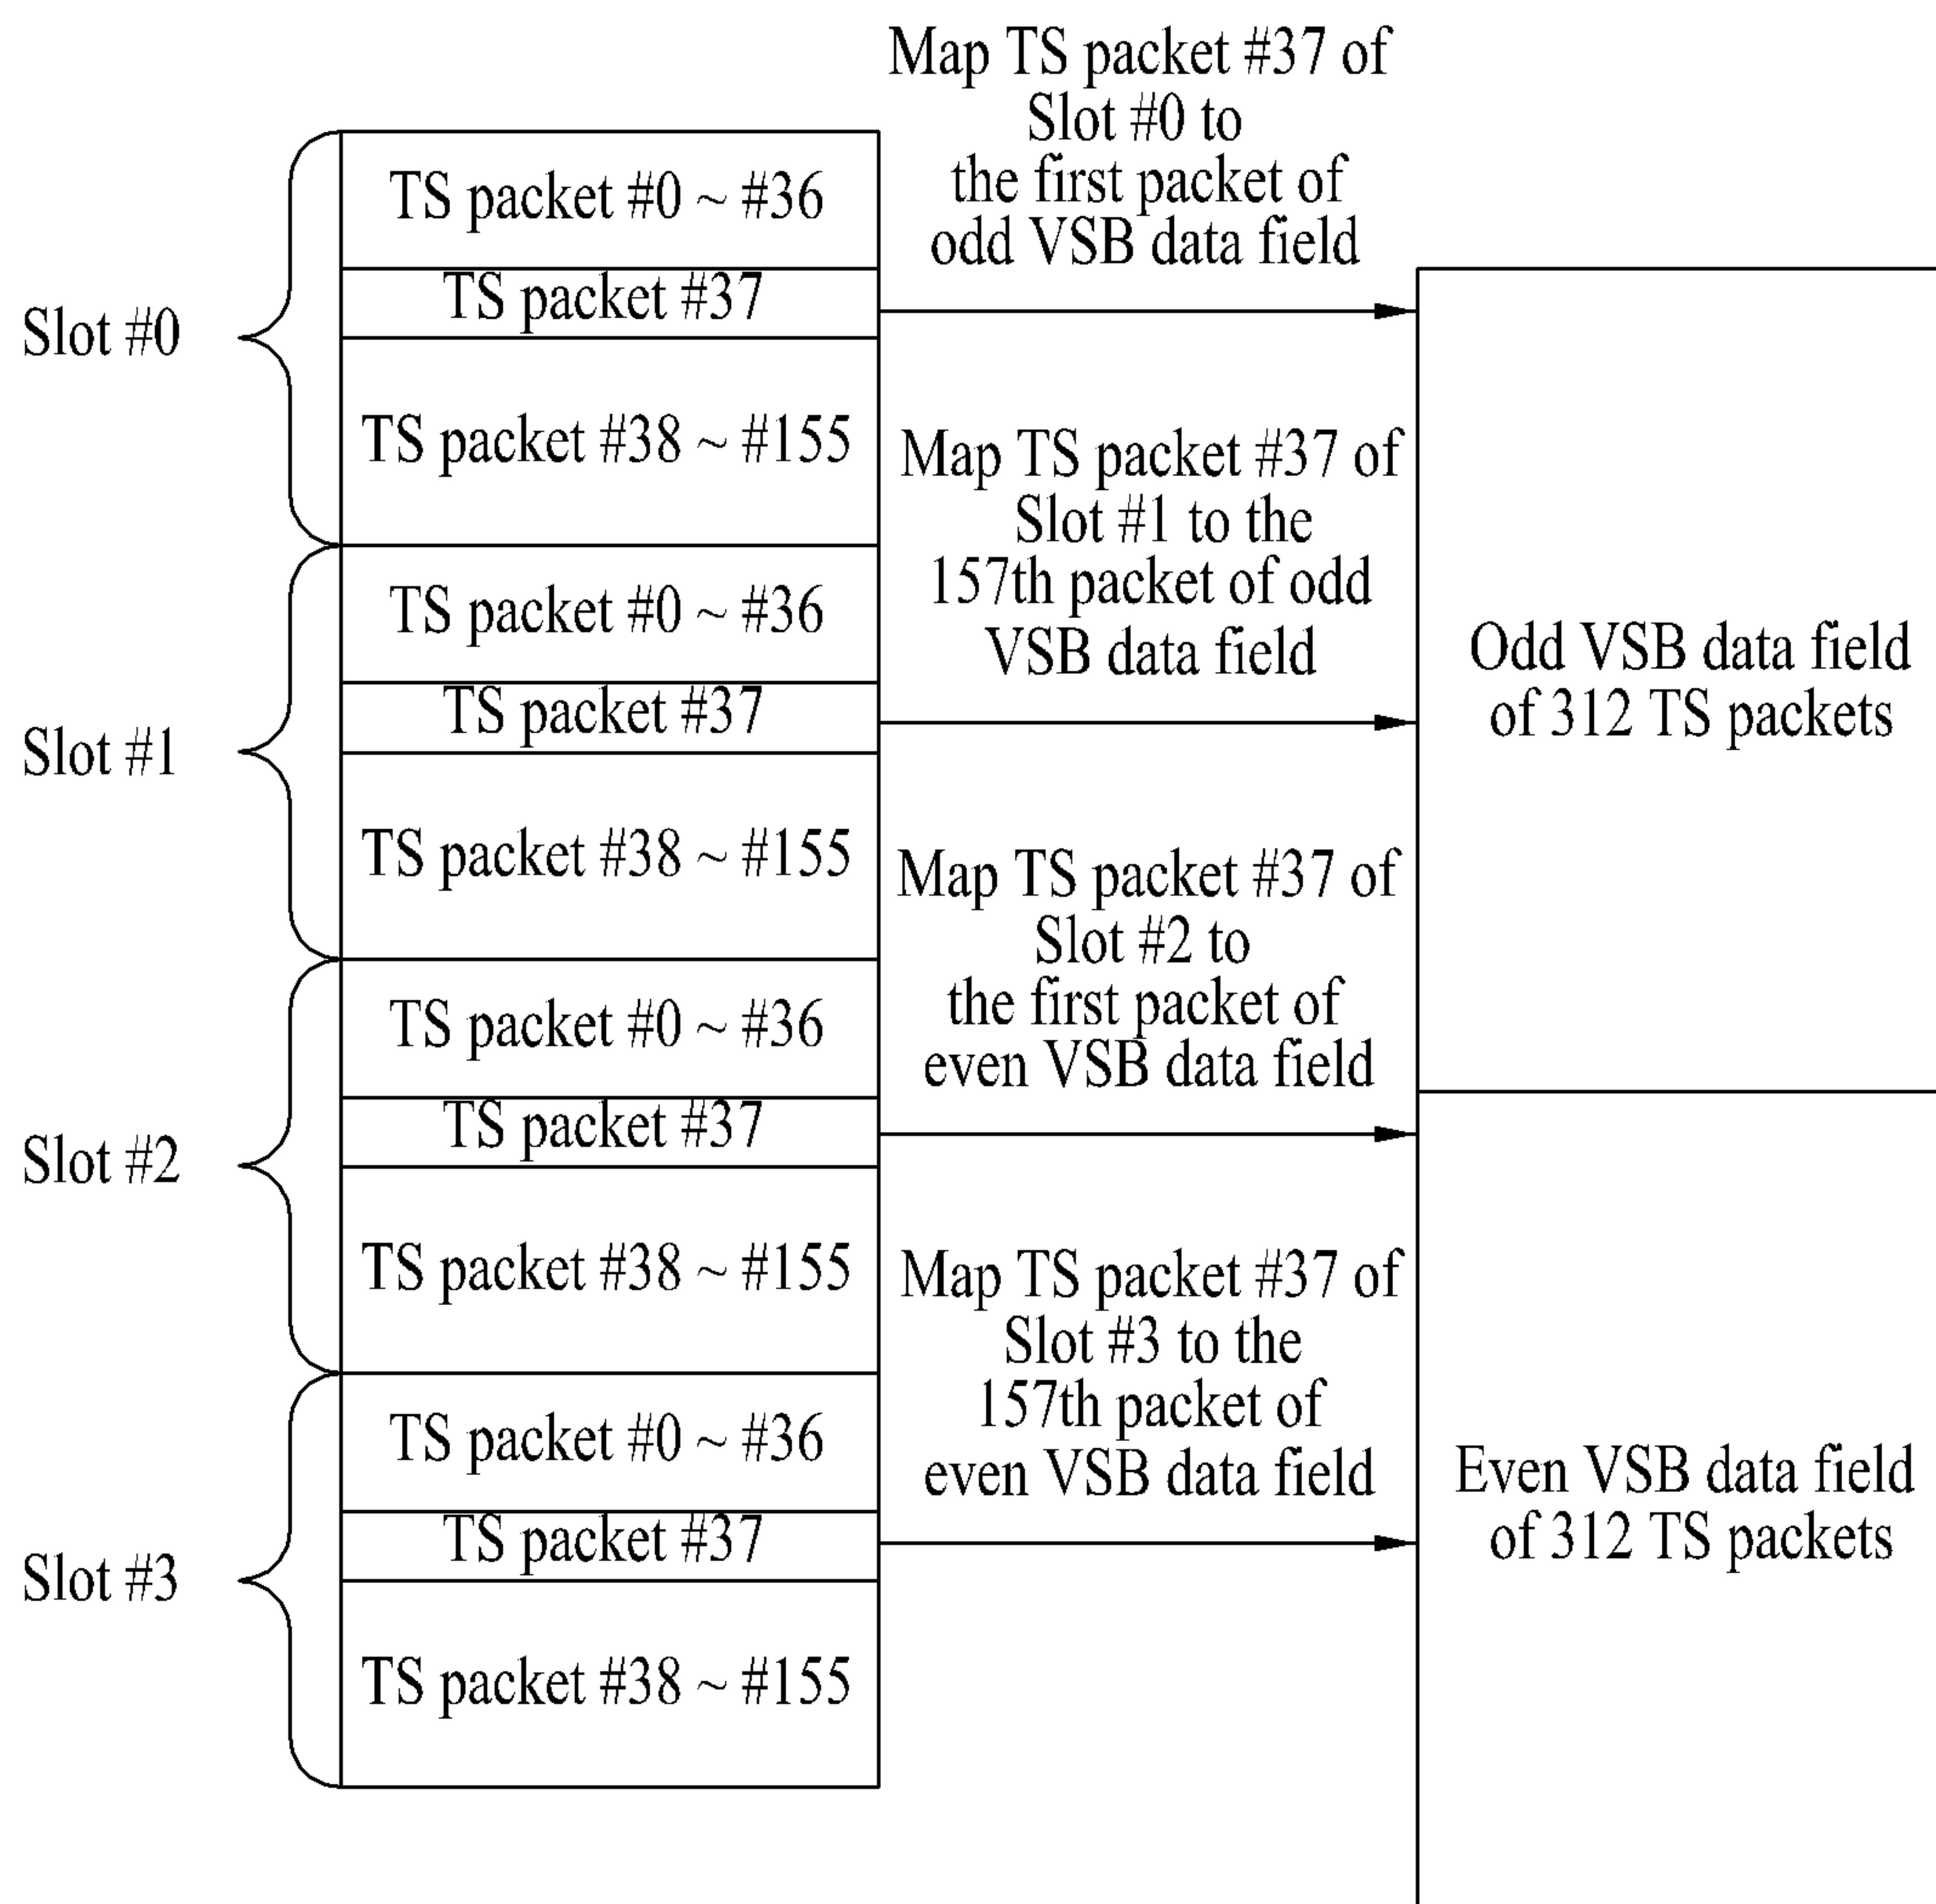 Map TS packet #37 of
Slot #0 to
the first packet of
odd VSB data field
TS packet #0 ~ #36
TS packet #37
Slot #0
TS packet #38 ~ #155
Map TS packet #37 of
Slot #1 to the
157th packet of odd
VSB data field
TS packet #0 ~ #36
TS packet #37
Slot #1
TS packet #38 ~ #155
Odd VSB data field
of 312 TS packets
Map TS packet #37 of
Slot #2 to
the first packet of
even VSB data field
TS packet #0 ~ #36
TS packet #37
Slot #2
TS packet #38 ~ #155
Map TS packet #37 of
Slot #3 to the
157th packet of
even VSB data field
TS packet #0 ~ #36
TS packet #37
Slot #3
TS packet #38 ~ #155
Even VSB data field
of 312 TS packets